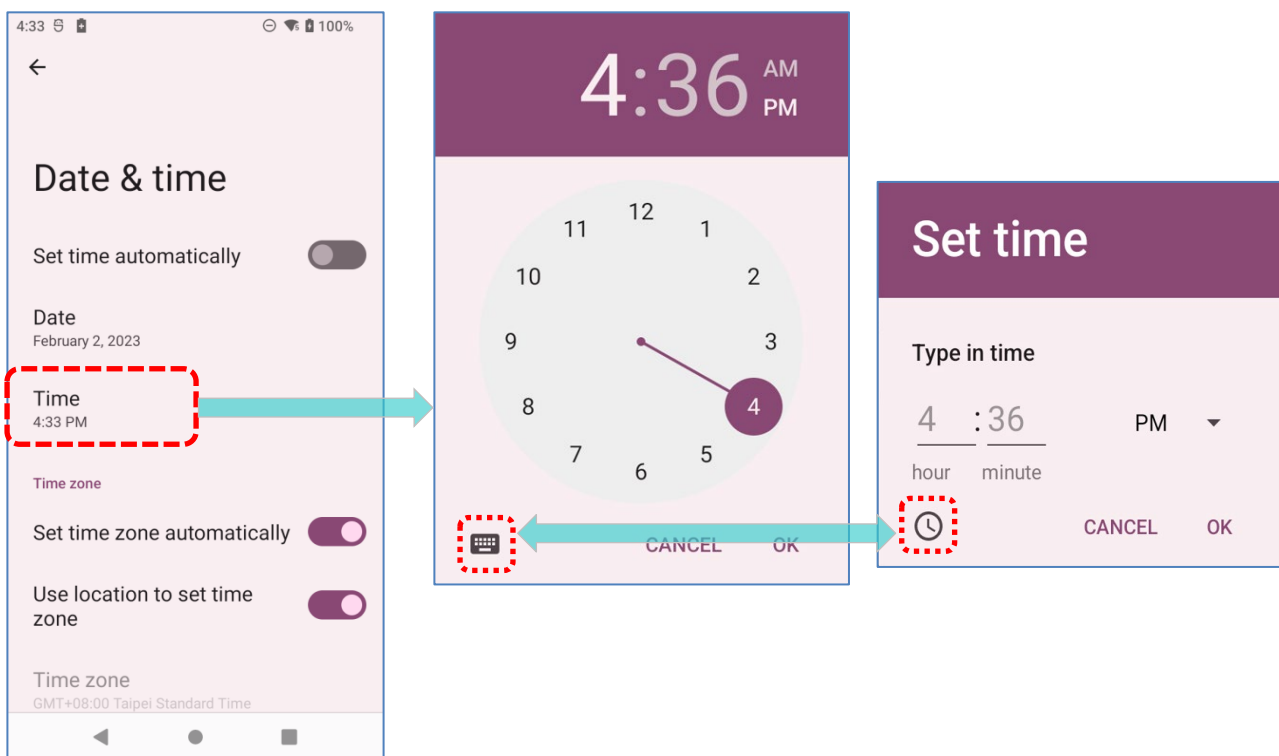 4:33
100%
Date & time
Set time automatically
Date
February 2, 2023
Time
4:33 PM
Time zone
Set time zone automatically
Use location to set time
zone
Time zone
GMT+08:00 Taipei Standard Time
4:36
AM
PM
12
11
1
10
2
9
3
8
4
7
5
6
CANCEL
OK
Set time
Type in time
4 : 36
PM
hour
minute
CANCEL
OK